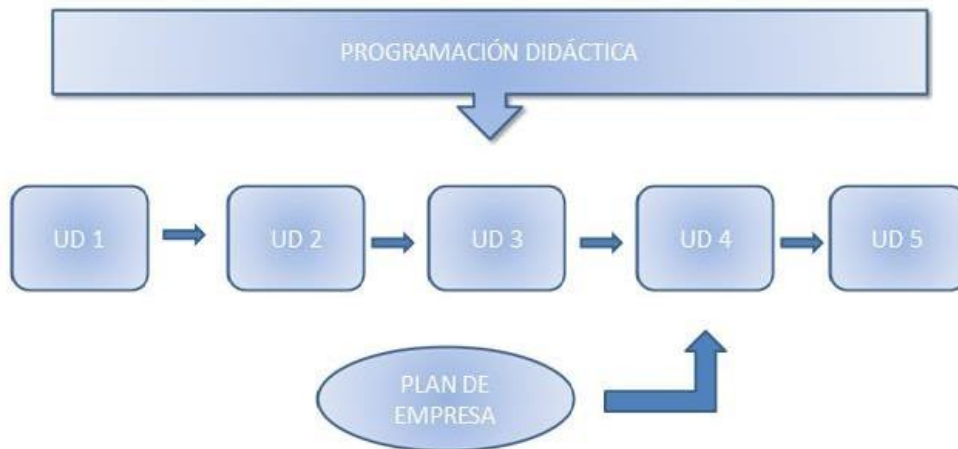 PROGRAMACIÓN DIDÁCTICA
UD 1
UD 2
UD 3
UD 4
UD 5
PLAN DE
EMPRESA